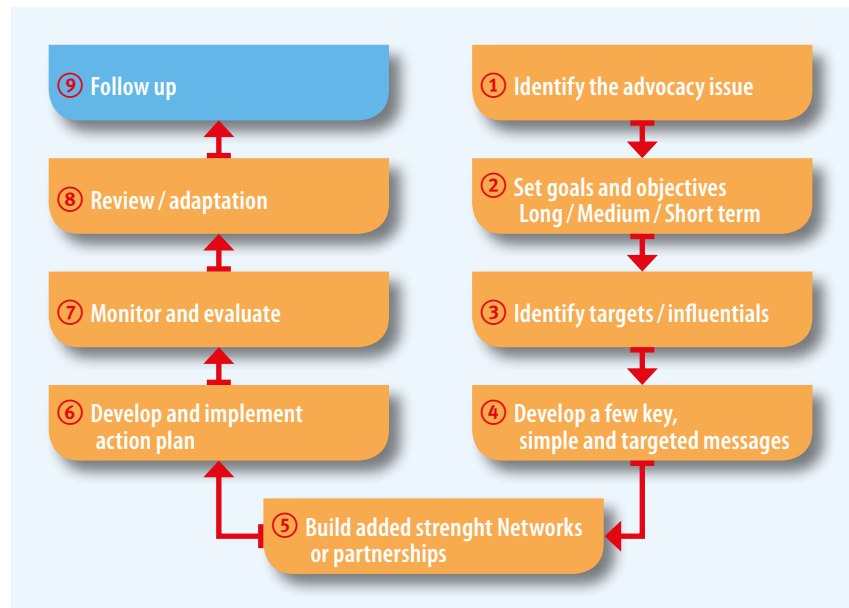 ① Identify the advocacy issue
② Set goals and objectives
Long / Medium / Short term
③ Identify targets / influentials
④ Develop a few key,
simple and targeted messages
⑤ Build added strenght Networks
or partnerships
⑥ Develop and implement
action plan
⑦ Monitor and evaluate
⑧ Review / adaptation
⑨ Follow up